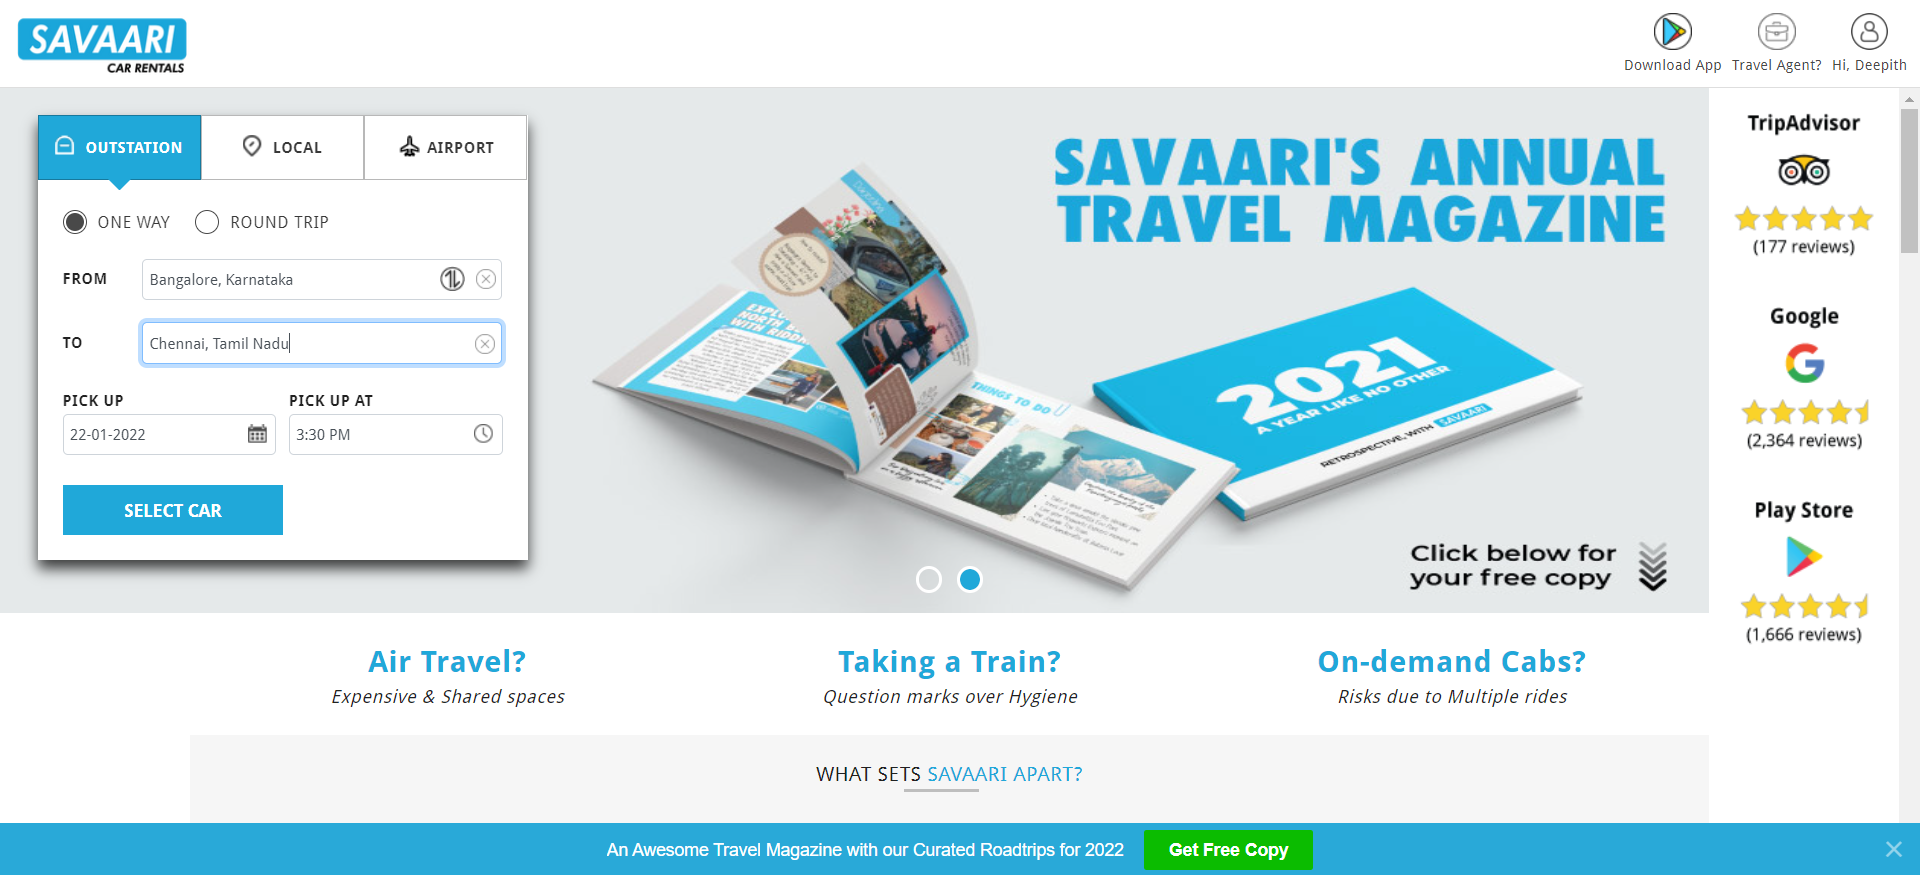 SAVAARI
CAR RENTALS
Download App
Travel Agent?
Hi, Deepith
OUTSTATION
LOCAL
AIRPORT
ONE WAY
ROUND TRIP
FROM
Bangalore, Karnataka
TO
Chennai, Tamil Nadu
PICK UP
PICK UP AT
22-01-2022
3:30 PM
SELECT CAR
SAVAARI'S ANNUAL
TRAVEL MAGAZINE
THINGS TO DO
2021
A YEAR LIKE NO OTHER
RETROSPECTIVE, WITH SAVAARI
Click below for
your free copy
TripAdvisor
(177 reviews)
Google
(2,364 reviews)
Play Store
(1,666 reviews)
Air Travel?
Expensive & Shared spaces
Taking a Train?
Question marks over Hygiene
On-demand Cabs?
Risks due to Multiple rides
WHAT SETS SAVAARI APART?
An Awesome Travel Magazine with our Curated Roadtrips for 2022
Get Free Copy